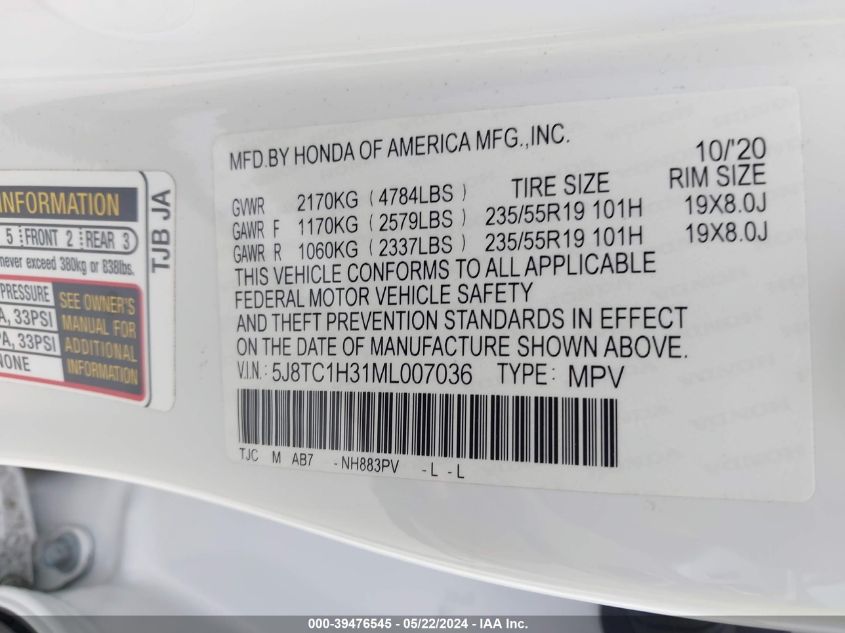 INFORMATION
5 FRONT 2 REAR 3
never exceed 380kg or 838lbs.
PRESSURE
A, 33PSI
PA, 33PSI
NONE
SEE OWNER'S
MANUAL FOR
ADDITIONAL
INFORMATION
TJB JA
MFD.BY HONDA OF AMERICA MFG.,INC.
10/'20
GVWR 2170KG (4784LBS) TIRE SIZE RIM SIZE
GAWR F 1170KG (2579LBS) 235/55R19 101H 19X8.0J
GAWR R 1060KG (2337LBS) 235/55R19 101H 19X8.0J
THIS VEHICLE CONFORMS TO ALL APPLICABLE
FEDERAL MOTOR VEHICLE SAFETY
AND THEFT PREVENTION STANDARDS IN EFFECT
ON THE DATE OF MANUFACTURE SHOWN ABOVE.
V.I.N: 5J8TC1H31ML007036 TYPE: MPV
TJC M AB7 -NH883PV -L -L
000-39476545 - 05/22/2024 - IAA Inc.